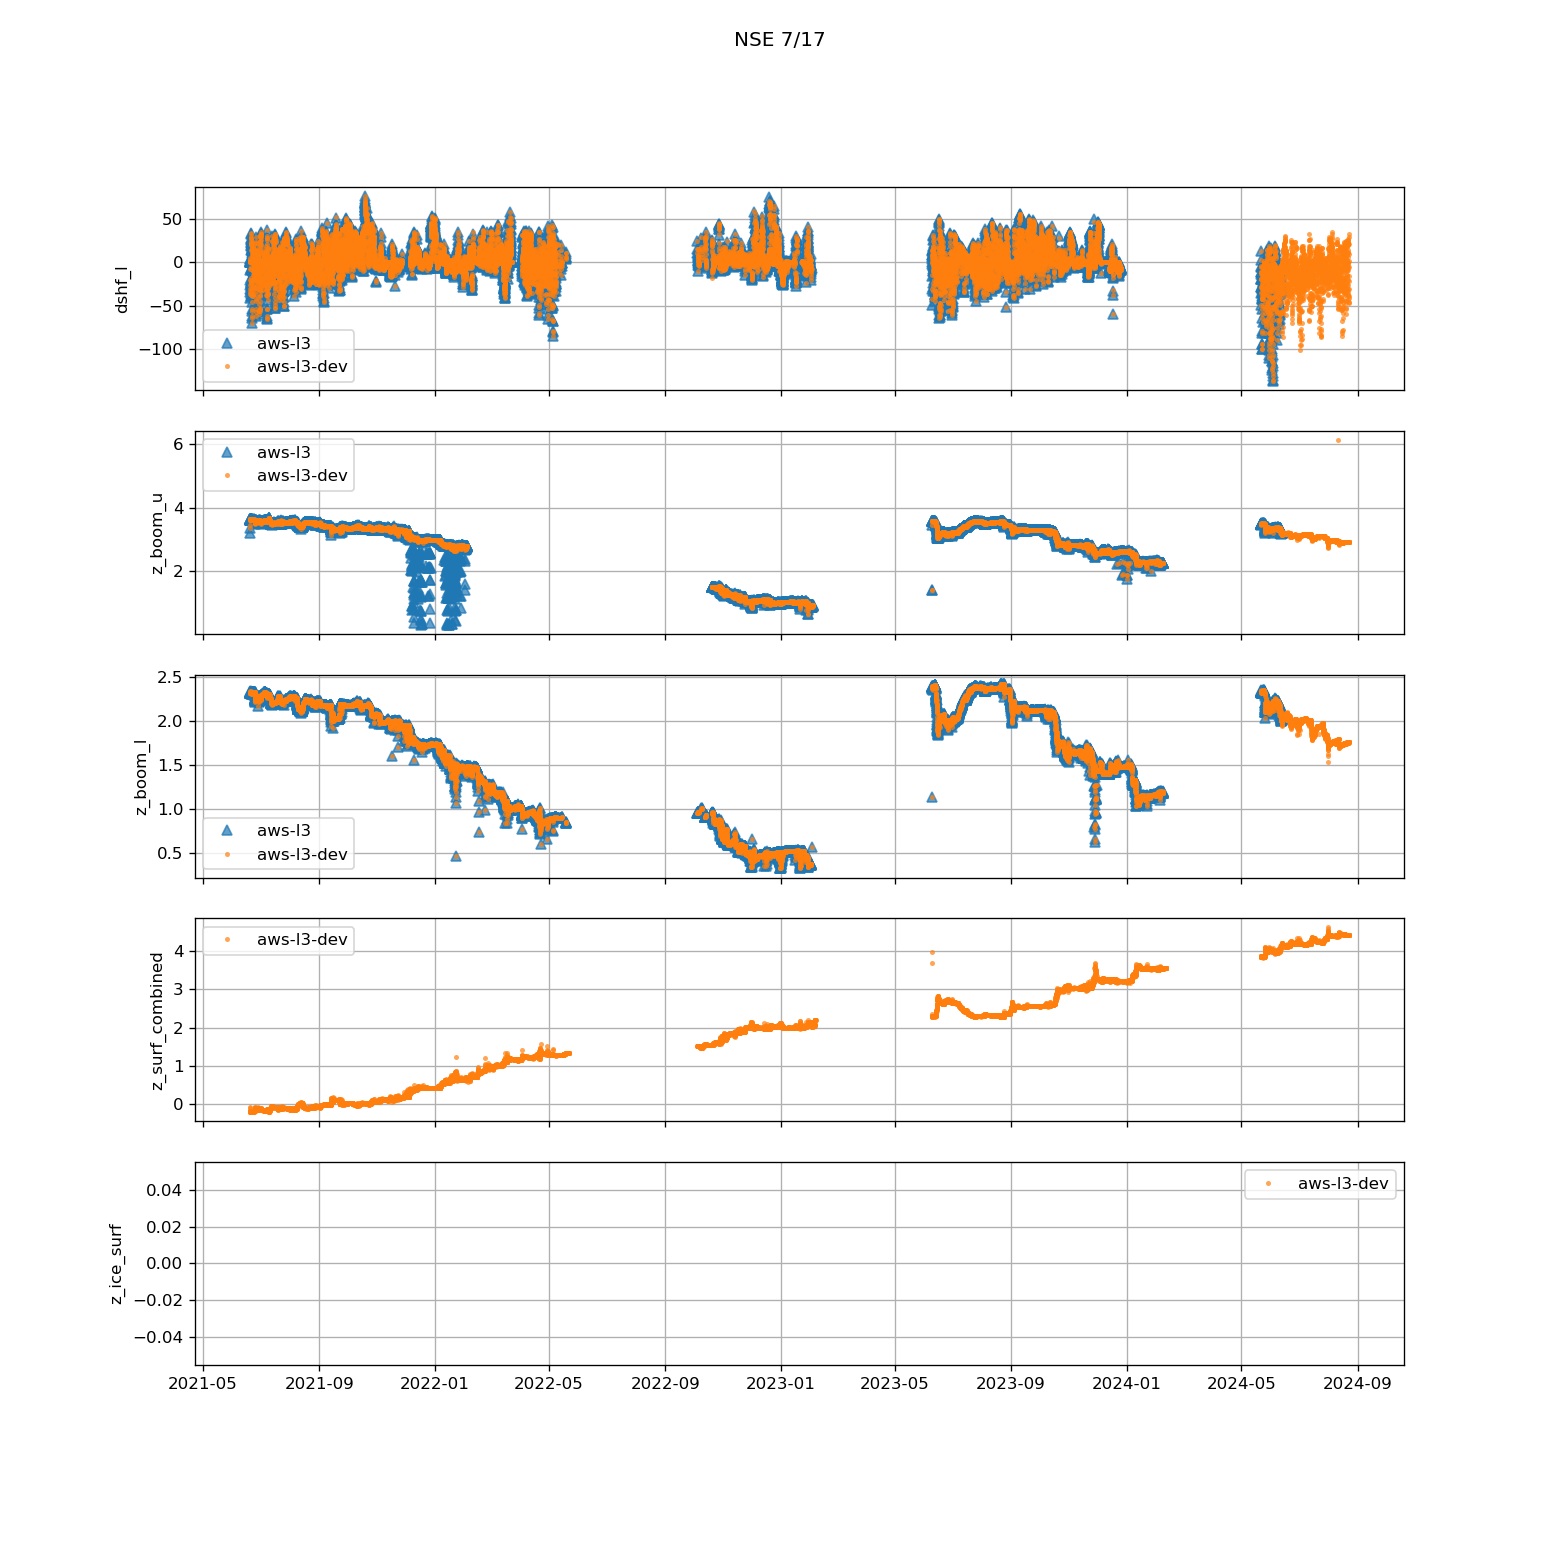 NSE 7/17
dshf_l
50
0
−50
−100
aws-l3
aws-l3-dev
z_boom_u
6
4
2
aws-l3
aws-l3-dev
z_boom_l
2.5
2.0
1.5
1.0
0.5
aws-l3
aws-l3-dev
z_surf_combined
4
3
2
1
0
aws-l3-dev
z_ice_surf
0.04
0.02
0.00
−0.02
−0.04
aws-l3-dev
2021-05 2021-09 2022-01 2022-05 2022-09 2023-01 2023-05 2023-09 2024-01 2024-05 2024-09